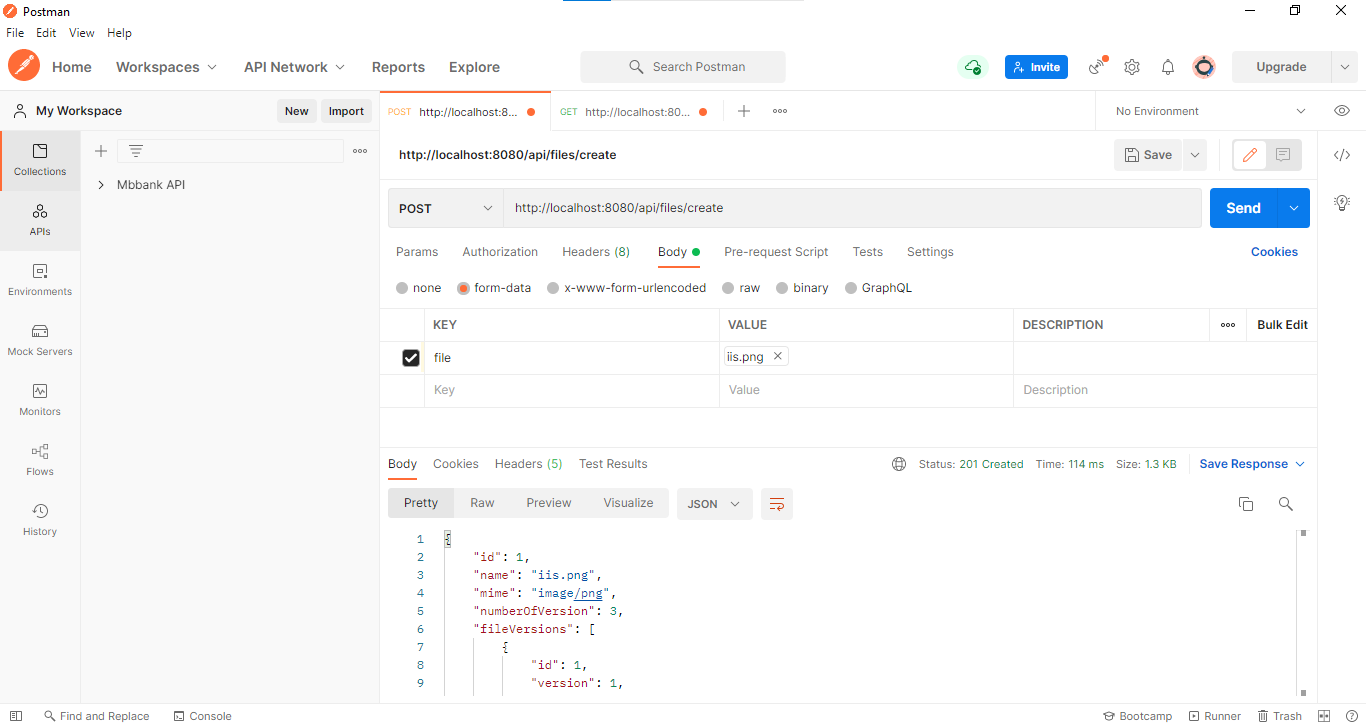 Postman
File Edit View Help
Home Workspaces API Network Reports Explore Search Postman Invite Upgrade
My Workspace New Import POST http://localhost:8... GET http://localhost:80... No Environment
http://localhost:8080/api/files/create Save
Collections
Mbbank API
POST http://localhost:8080/api/files/create Send
APIs
Params Authorization Headers (8) Body Pre-request Script Tests Settings Cookies
none form-data x-www-form-urlencoded raw binary GraphQL
Environments
KEY VALUE DESCRIPTION Bulk Edit
Mock Servers
file iis.png
Key Value Description
Monitors
Body Cookies Headers (5) Test Results Status: 201 Created Time: 114 ms Size: 1.3 KB Save Response
Flows
Pretty Raw Preview Visualize JSON
History
1 {
2 "id": 1,
3 "name": "iis.png",
4 "mime": "image/png",
5 "numberOfVersion": 3,
6 "fileVersions": [
7 {
8 "id": 1,
9 "version": 1,
Find and Replace Console Bootcamp Runner Trash